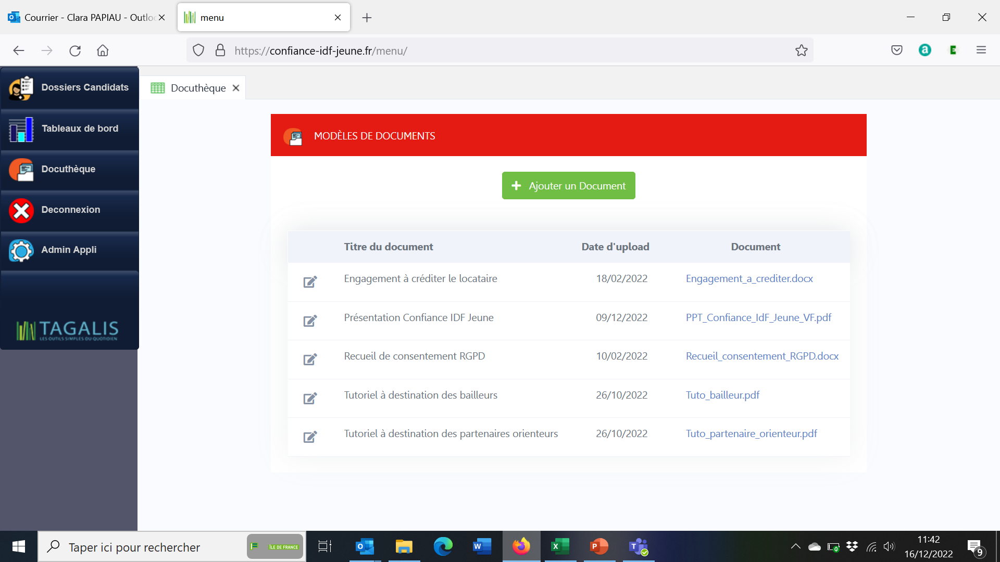 Courrier - Clara PAPIAU - Outlo
menu
https://confiance-idf-jeune.fr/menu/
Dossiers Candidats
Tableaux de bord
Docuthèque
Deconnexion
Admin Appli
TAGALIS
LES OUTILS SIMPLES DU QUOTIDIEN
Docuthèque
MODÈLES DE DOCUMENTS
Ajouter un Document
Titre du document Date d'upload Document
Engagement à créditer le locataire 18/02/2022 Engagement_a_crediter.docx
Présentation Confiance IDF Jeune 09/12/2022 PPT_Confiance_IdF_Jeune_VF.pdf
Recueil de consentement RGPD 10/02/2022 Recueil_consentement_RGPD.docx
Tutoriel à destination des bailleurs 26/10/2022 Tuto_bailleur.pdf
Tutoriel à destination des partenaires orienteurs 26/10/2022 Tuto_partenaire_orienteur.pdf
Taper ici pour rechercher
ÎLE DE FRANCE
11:42
16/12/2022
9